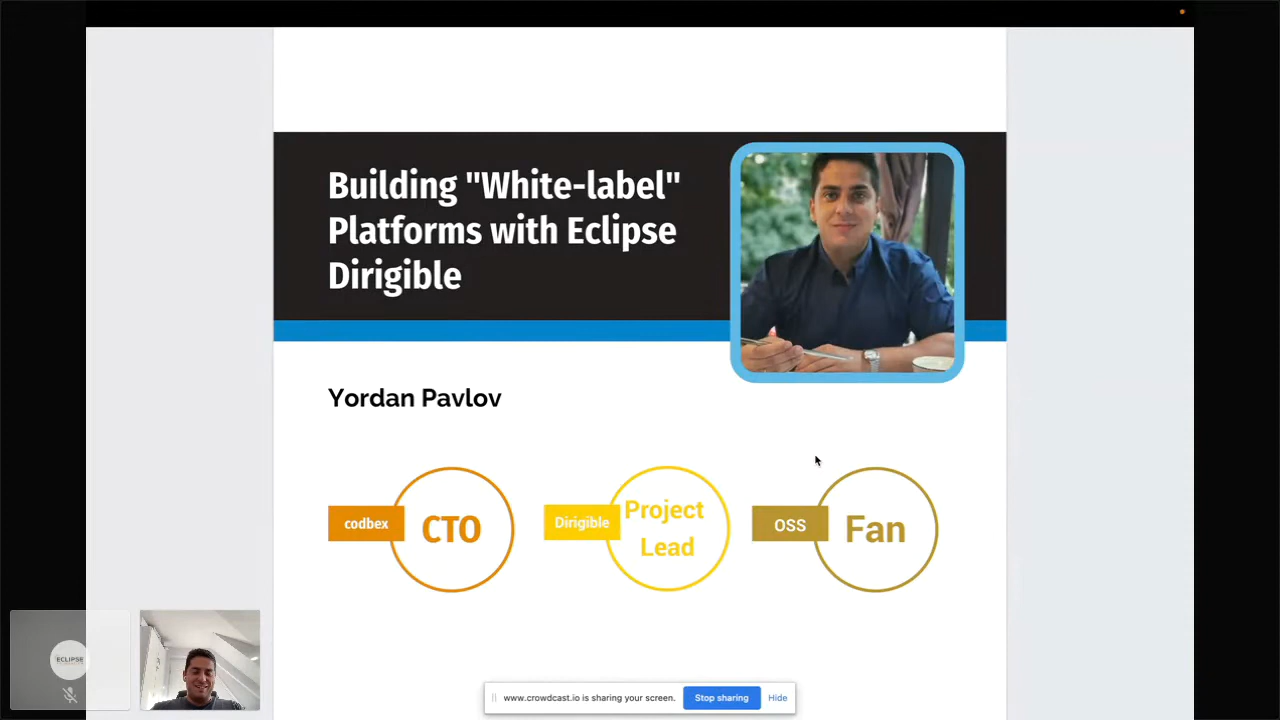 Building "White-label"
Platforms with Eclipse
Dirigible
Yordan Pavlov
codbex
CTO
Dirigible
Project
Lead
OSS
Fan
ECLIPSE
www.crowdcast.io is sharing your screen.
Stop sharing
Hide